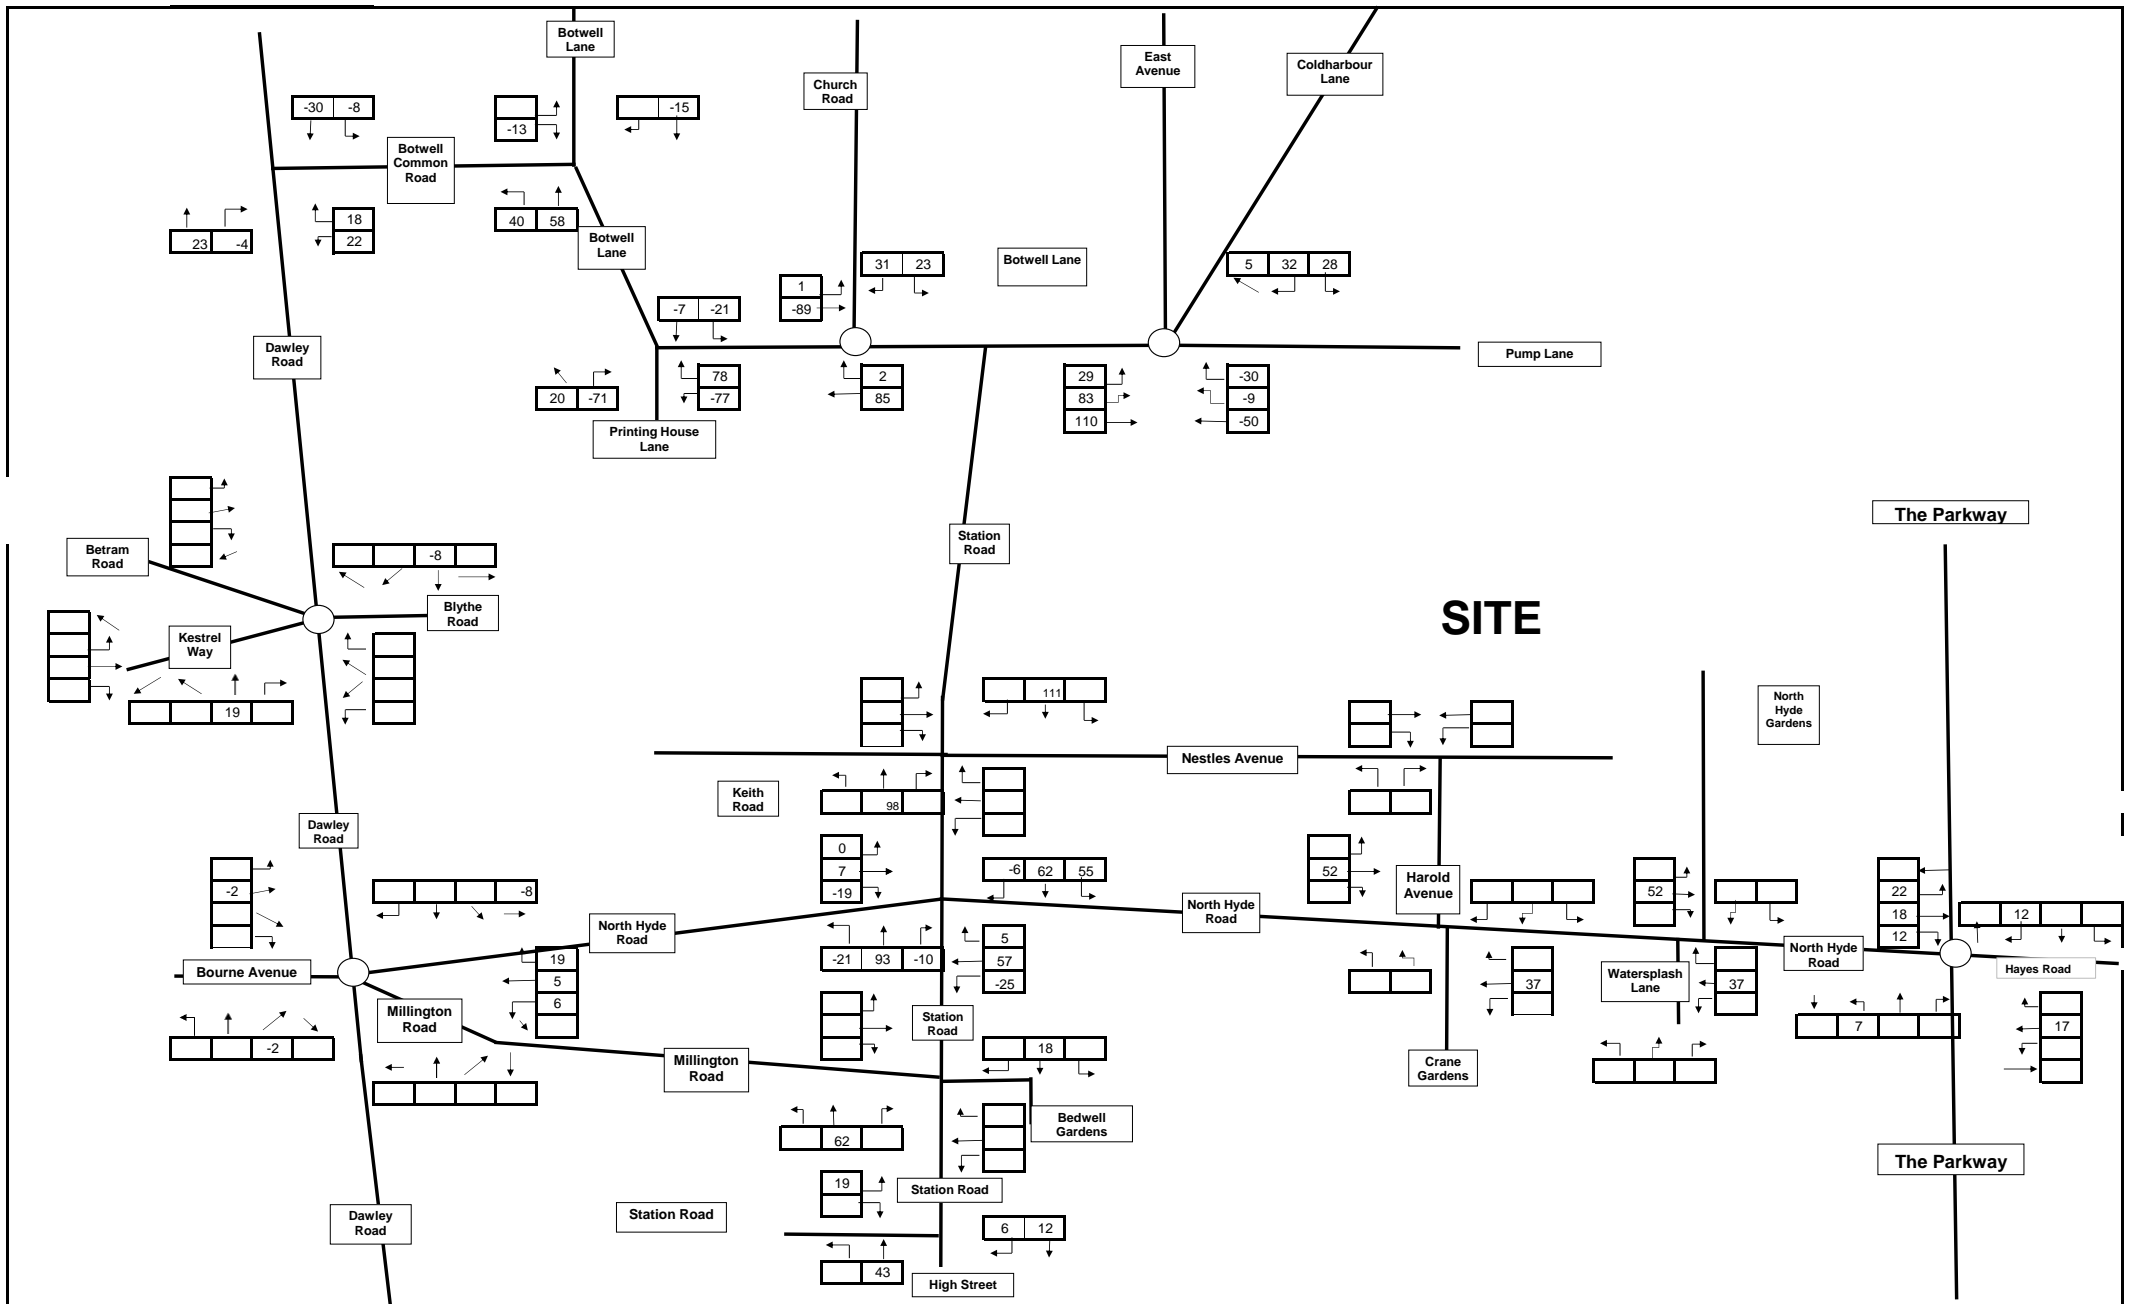 Botwell
Lane
East
Avenue
Coldharbour
Lane
Church
Road
-30 -8
-13
-15
Botwell
Common
Road
18
22
23 -4
40 58
Botwell
Lane
31 23
Botwell Lane
5 32 28
1
-89
-7 -21
Dawley
Road
Pump Lane
20 -71
78
-77
2
85
29
83
110
-30
-9
-50
Printing House
Lane
The Parkway
Station
Road
Betram
Road
-8
Blythe
Road
SITE
Kestrel
Way
19
111
North
Hyde
Gardens
Nestles Avenue
Keith
Road
98
Dawley
Road
0
7
-19
-6 62 55
52
Harold
Avenue
52
22
18
12
12
-2
-8
North Hyde
Road
North Hyde
Road
-21 93 -10
5
57
-25
North Hyde
Road
Hayes Road
Bourne Avenue
19
5
6
37
Watersplash
Lane
37
Millington
Road
Station
Road
7
17
-2
Millington
Road
18
Crane
Gardens
Bedwell
Gardens
62
The Parkway
19
Station Road
Dawley
Road
Station Road
6 12
43
High Street